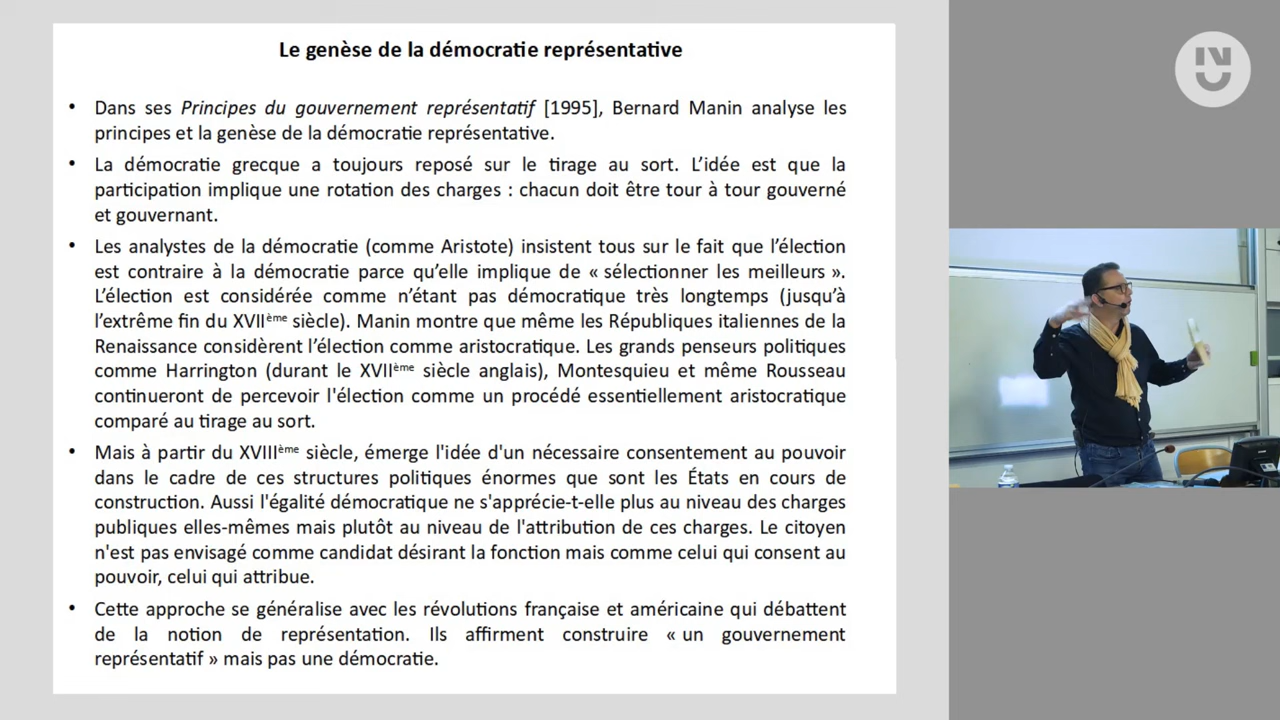 Le genèse de la démocratie représentative
• Dans ses Principes du gouvernement représentatif [1995], Bernard Manin analyse les
principes et la genèse de la démocratie représentative.
• La démocratie grecque a toujours reposé sur le tirage au sort. L’idée est que la
participation implique une rotation des charges : chacun doit être tour à tour gouverné
et gouvernant.
• Les analystes de la démocratie (comme Aristote) insistent tous sur le fait que l’élection
est contraire à la démocratie parce qu’elle implique de « sélectionner les meilleurs ».
L’élection est considérée comme n’étant pas démocratique très longtemps (jusqu’à
l’extrême fin du XVIIème siècle). Manin montre que même les Républiques italiennes de la
Renaissance considèrent l’élection comme aristocratique. Les grands penseurs politiques
comme Harrington (durant le XVIIème siècle anglais), Montesquieu et même Rousseau
continueront de percevoir l'élection comme un procédé essentiellement aristocratique
comparé au tirage au sort.
• Mais à partir du XVIIIème siècle, émerge l'idée d'un nécessaire consentement au pouvoir
dans le cadre de ces structures politiques énormes que sont les États en cours de
construction. Aussi l'égalité démocratique ne s'apprécie-t-elle plus au niveau des charges
publiques elles-mêmes mais plutôt au niveau de l'attribution de ces charges. Le citoyen
n'est pas envisagé comme candidat désirant la fonction mais comme celui qui consent au
pouvoir, celui qui attribue.
• Cette approche se généralise avec les révolutions française et américaine qui débattent
de la notion de représentation. Ils affirment construire « un gouvernement
représentatif » mais pas une démocratie.